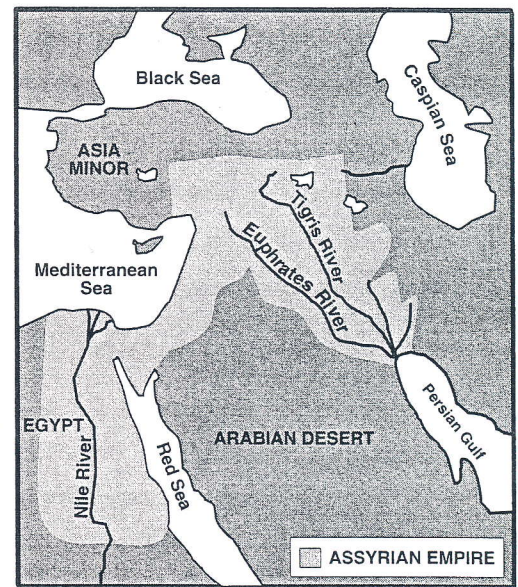 Black Sea
Caspian Sea
ASIA
MINOR
Tigris River
Euphrates River
Mediterranean
Sea
EGYPT
Nile River
Red Sea
ARABIAN DESERT
Persian Gulf
ASSYRIAN EMPIRE